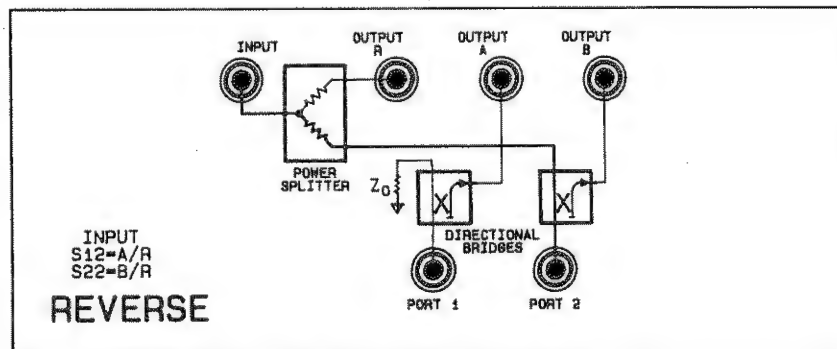 INPUT
OUTPUT
R
OUTPUT
A
OUTPUT
B
POWER
SPLITTER
Z0
DIRECTIONAL
BRIDGES
INPUT
S12=A/R
S22=B/R
REVERSE
PORT 1
PORT 2